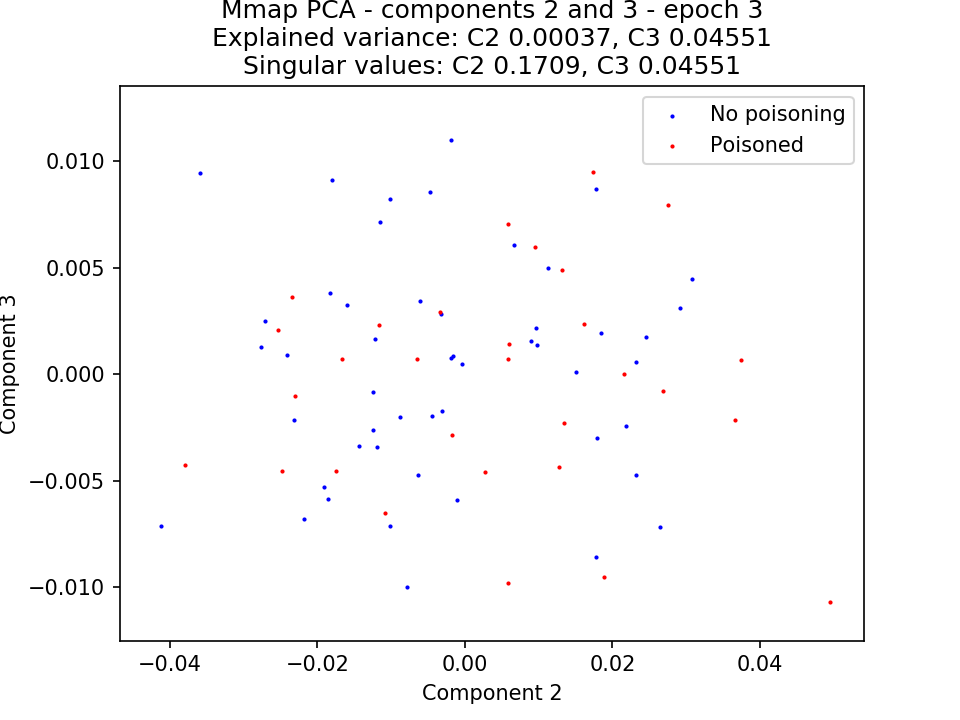 Mmap PCA - components 2 and 3 - epoch 3
Explained variance: C2 0.00037, C3 0.04551
Singular values: C2 0.1709, C3 0.04551
No poisoning
Poisoned
0.010
0.005
0.000
−0.005
−0.010
Component 3
−0.04
−0.02
0.00
0.02
0.04
Component 2